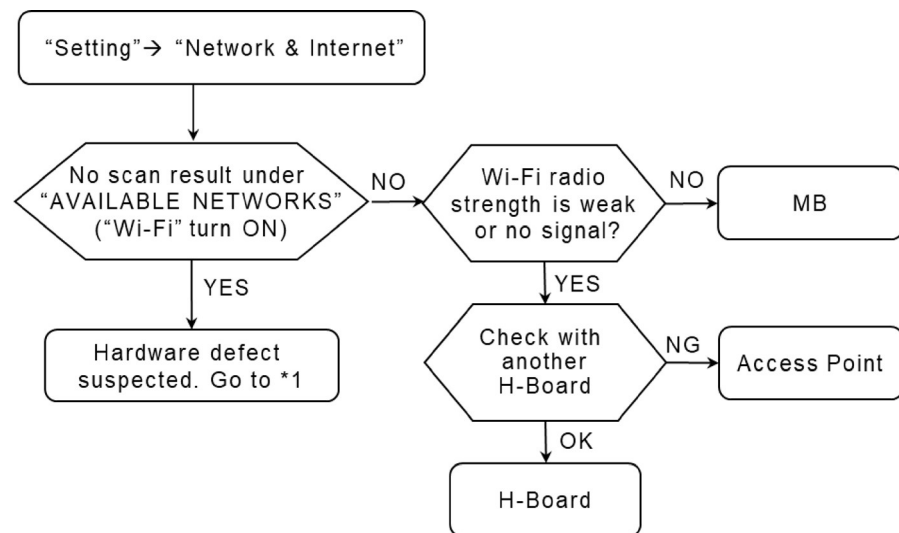 “Setting”→ “Network & Internet”
No scan result under
“AVAILABLE NETWORKS”
(“Wi-Fi” turn ON)
NO
Wi-Fi radio
strength is weak
or no signal?
NO
MB
YES
YES
Hardware defect
suspected. Go to *1
Check with
another
H-Board
NG
Access Point
OK
H-Board